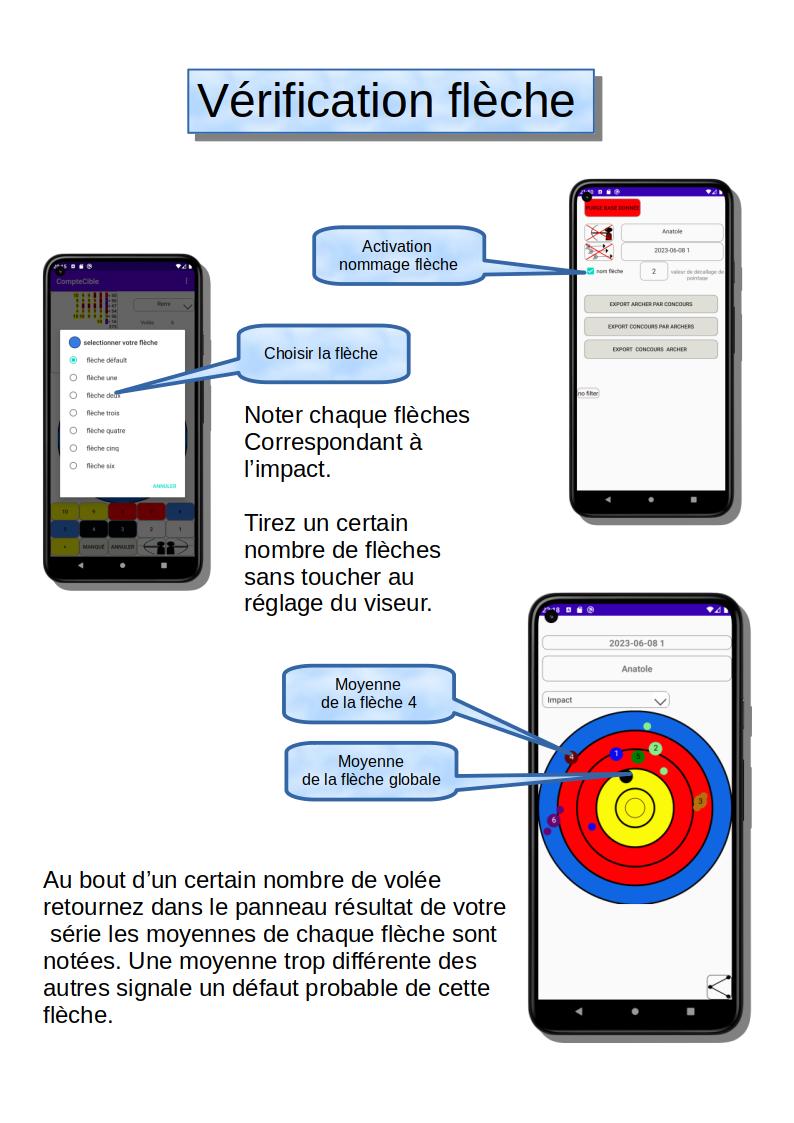 Vérification flèche
Activation
nommage flèche
PURGE BASE DONNEE
Anatole
2023-06-08 1
nom flèche
2
valeur de décallage de
pointage
EXPORT ARCHER PAR CONCOURS
EXPORT CONCOURS PAR ARCHERS
EXPORT CONCOURS ARCHER
no filter
CompteCible
Volée 6
selectionner votre flèche
flèche défault
flèche une
flèche deux
flèche trois
flèche quatre
flèche cinq
flèche six
ANNULER
10 9
3 2 1
MANQUÉ ANNULER
Choisir la flèche
Noter chaque flèches
Correspondant à
l’impact.
Tirez un certain
nombre de flèches
sans toucher au
réglage du viseur.
2023-06-08 1
Anatole
Impact
1
2
3
4
5
6
Moyenne
de la flèche 4
Moyenne
de la flèche globale
Au bout d’un certain nombre de volée
retournez dans le panneau résultat de votre
série les moyennes de chaque flèche sont
notées. Une moyenne trop différente des
autres signale un défaut probable de cette
flèche.